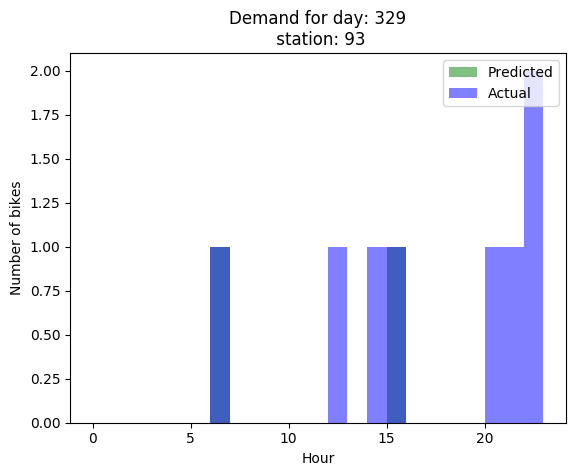 Demand for day: 329
station: 93
Predicted
Actual
2.00
1.75
1.50
1.25
1.00
0.75
0.50
0.25
0.00
Number of bikes
0 5 10 15 20
Hour